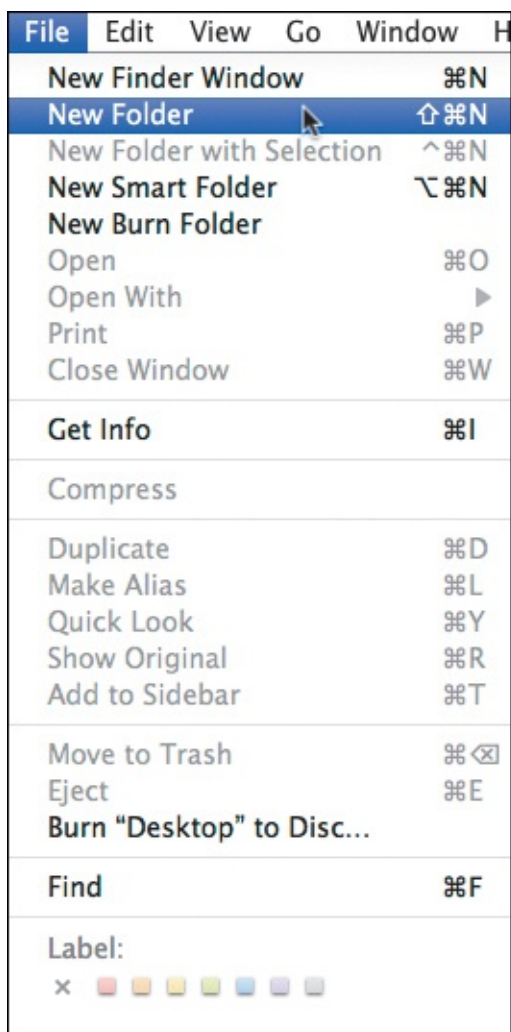 File Edit View Go Window H
New Finder Window ⌘N
New Folder ⇧⌘N
New Folder with Selection ^⌘N
New Smart Folder ⌥⌘N
New Burn Folder
Open ⌘O
Open With ▶
Print ⌘P
Close Window ⌘W
Get Info ⌘I
Compress
Duplicate ⌘D
Make Alias ⌘L
Quick Look ⌘Y
Show Original ⌘R
Add to Sidebar ⌘T
Move to Trash ⌘⌫
Eject ⌘E
Burn “Desktop” to Disc...
Find ⌘F
Label:
×